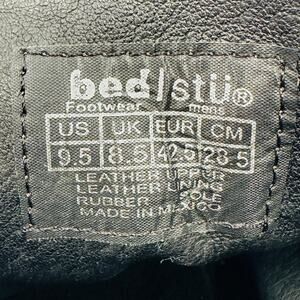 bed|stü®
Footwear mens
US UK EUR CM
9.5 8.5 42.5 28.5
LEATHER UPPER
LEATHER LINING
RUBBER SOLE
MADE IN MEXICO